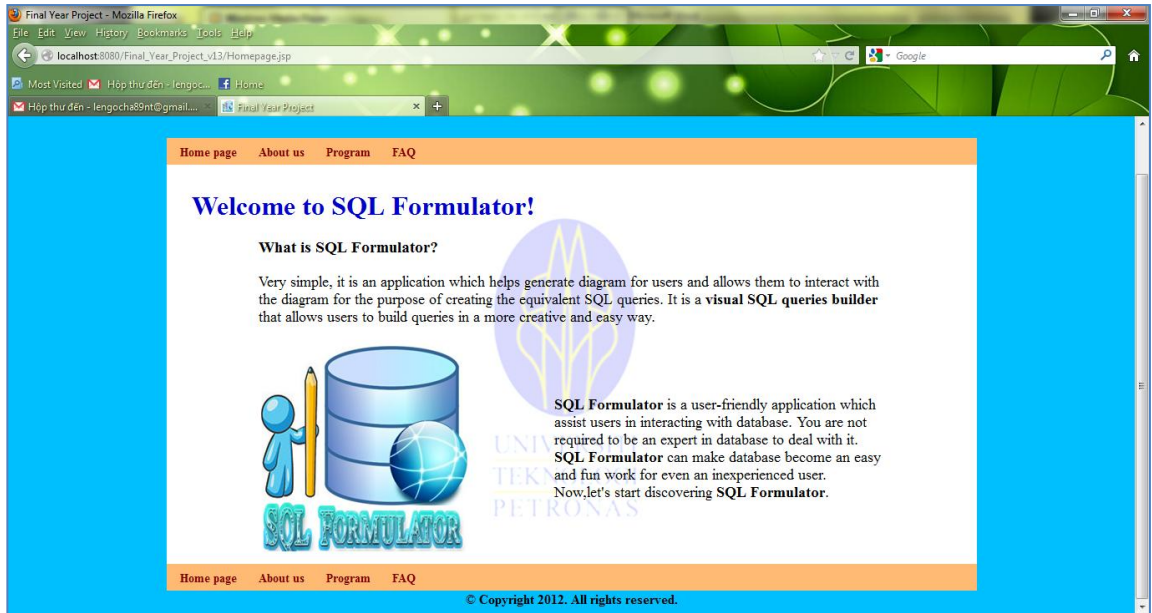 Final Year Project - Mozilla Firefox
File Edit View History Bookmarks Tools Help
localhost:8080/Final_Year_Project_v13/Homepage.jsp
Google
Most Visited Hộp thư đến - lengoc... Home
Hộp thư đến - lengocha89nt@gmail.... Final Year Project
Home page About us Program FAQ
Welcome to SQL Formulator!
What is SQL Formulator?
Very simple, it is an application which helps generate diagram for users and allows them to interact with
the diagram for the purpose of creating the equivalent SQL queries. It is a visual SQL queries builder
that allows users to build queries in a more creative and easy way.
SQL Formulator is a user-friendly application which
assist users in interacting with database. You are not
required to be an expert in database to deal with it.
SQL Formulator can make database become an easy
and fun work for even an inexperienced user.
Now,let's start discovering SQL Formulator.
SQL FORMULATOR
TEKNOLOGI
PETRONAS
Home page About us Program FAQ
© Copyright 2012. All rights reserved.